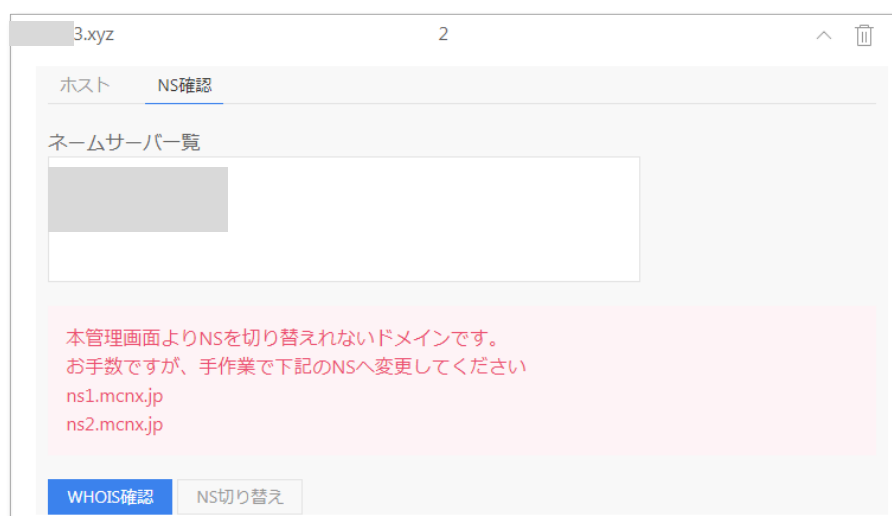 3.xyz 2
ホスト NS確認
ネームサーバ一覧
本管理画面よりNSを切り替えれないドメインです。
お手数ですが、手作業で下記のNSへ変更してください
ns1.mcnx.jp
ns2.mcnx.jp
WHOIS確認 NS切り替え